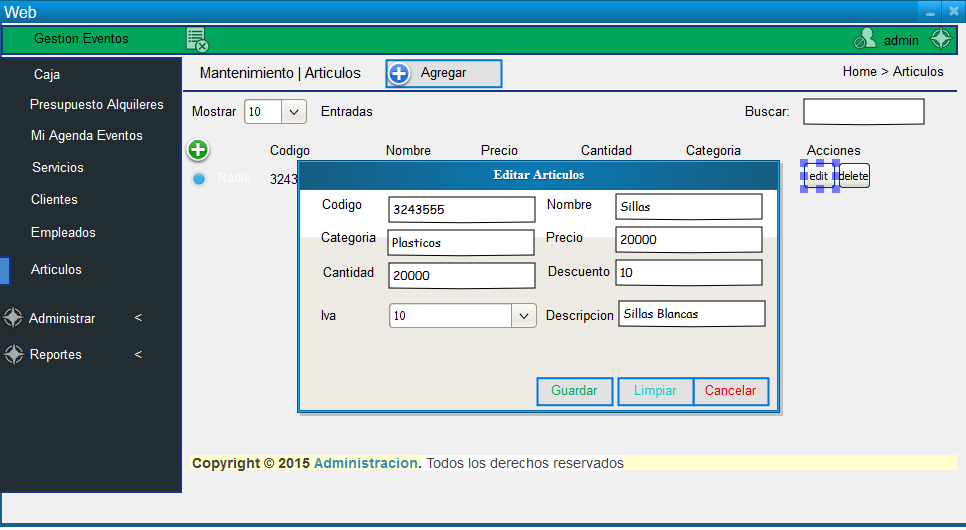 Web
Gestion Eventos
admin
Caja
Mantenimiento | Articulos
Agregar
Home > Articulos
Presupuesto Alquileres
Mostrar 10 Entradas
Buscar:
Mi Agenda Eventos
Codigo Nombre Precio Cantidad Categoria Acciones
Servicios
Radio 3243
edit delete
Editar Articulos
Clientes
Codigo 3243555 Nombre Sillas
Empleados
Categoria Plasticos Precio 20000
Articulos
Cantidad 20000 Descuento 10
Administrar <
Iva 10 Descripcion Sillas Blancas
Reportes <
Guardar Limpiar Cancelar
Copyright © 2015 Administracion. Todos los derechos reservados